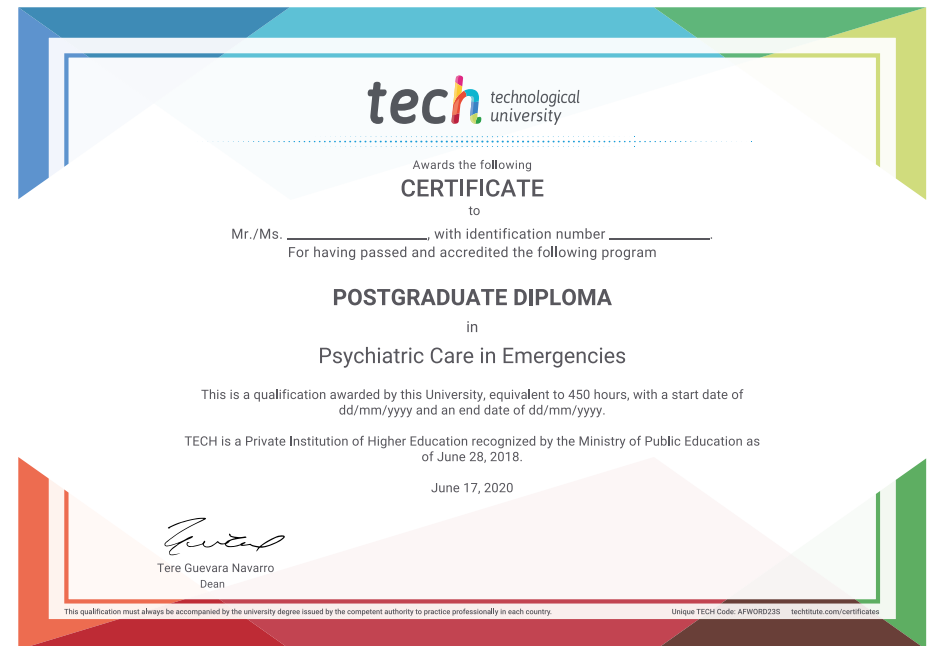 tech technological
university
Awards the following
CERTIFICATE
to
Mr./Ms. ____________________, with identification number ______________.
For having passed and accredited the following program
POSTGRADUATE DIPLOMA
in
Psychiatric Care in Emergencies
This is a qualification awarded by this University, equivalent to 450 hours, with a start date of
dd/mm/yyyy and an end date of dd/mm/yyyy.
TECH is a Private Institution of Higher Education recognized by the Ministry of Public Education as
of June 28, 2018.
June 17, 2020
Tere Guevara Navarro
Dean
This qualification must always be accompanied by the university degree issued by the competent authority to practice professionally in each country.
Unique TECH Code: AFWORD23S techtitute.com/certificates